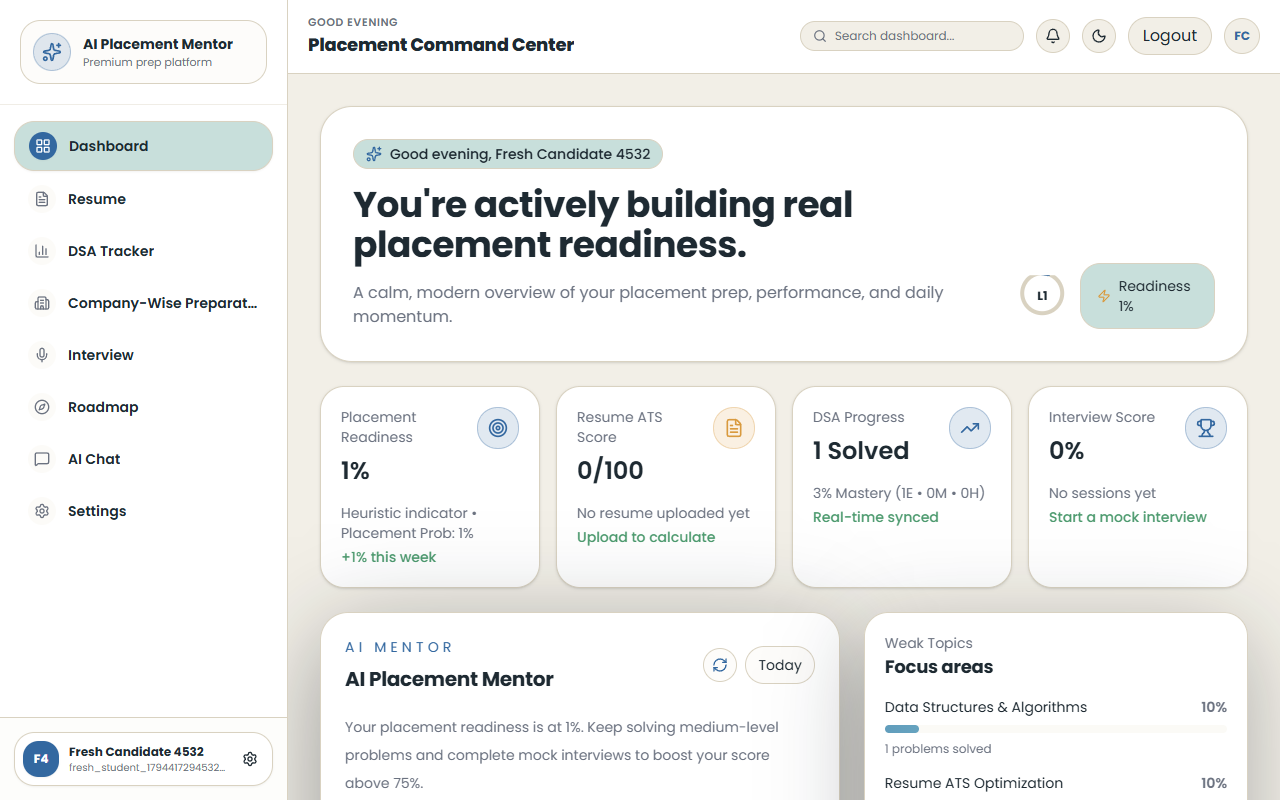 AI Placement Mentor
Premium prep platform
Dashboard
Resume
DSA Tracker
Company-Wise Preparat...
Interview
Roadmap
AI Chat
Settings
F4
Fresh Candidate 4532
fresh_student_1794417294532...
GOOD EVENING
Placement Command Center
Search dashboard...
Logout
FC
Good evening, Fresh Candidate 4532
You're actively building real
placement readiness.
A calm, modern overview of your placement prep, performance, and daily
momentum.
L1
Readiness
1%
Placement
Readiness
1%
Heuristic indicator •
Placement Prob: 1%
+1% this week
Resume ATS
Score
0/100
No resume uploaded yet
Upload to calculate
DSA Progress
1 Solved
3% Mastery (1E • 0M • 0H)
Real-time synced
Interview Score
0%
No sessions yet
Start a mock interview
AI MENTOR
AI Placement Mentor
Today
Your placement readiness is at 1%. Keep solving medium-level
problems and complete mock interviews to boost your score
above 75%.
Weak Topics
Focus areas
Data Structures & Algorithms 10%
1 problems solved
Resume ATS Optimization 10%